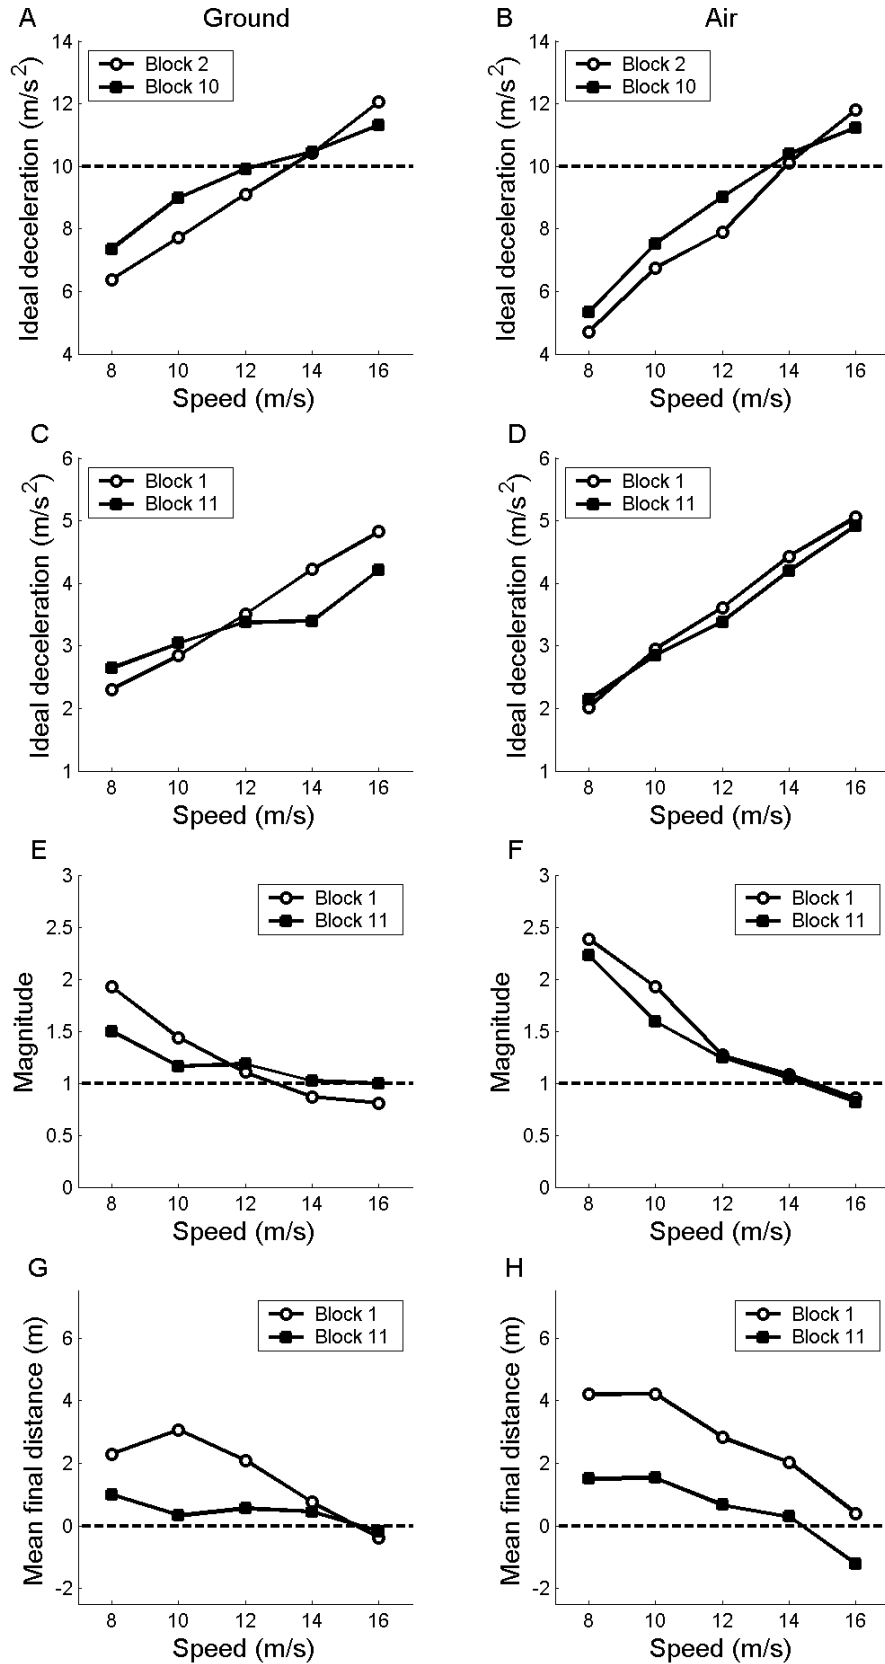 A Ground
Ideal deceleration (m/s²)
14
12
10
8
6
4
Block 2
Block 10
8 10 12 14 16
Speed (m/s)
B Air
Ideal deceleration (m/s²)
14
12
10
8
6
4
Block 2
Block 10
8 10 12 14 16
Speed (m/s)
C
Ideal deceleration (m/s²)
6
5
4
3
2
1
Block 1
Block 11
8 10 12 14 16
Speed (m/s)
D
Ideal deceleration (m/s²)
6
5
4
3
2
1
Block 1
Block 11
8 10 12 14 16
Speed (m/s)
E
Magnitude
3
2.5
2
1.5
1
0.5
0
Block 1
Block 11
8 10 12 14 16
Speed (m/s)
F
Magnitude
3
2.5
2
1.5
1
0.5
0
Block 1
Block 11
8 10 12 14 16
Speed (m/s)
G
Mean final distance (m)
6
4
2
0
-2
Block 1
Block 11
8 10 12 14 16
Speed (m/s)
H
Mean final distance (m)
6
4
2
0
-2
Block 1
Block 11
8 10 12 14 16
Speed (m/s)